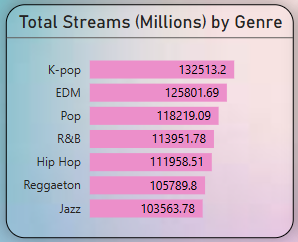 Total Streams (Millions) by Genre
K-pop 132513.2
EDM 125801.69
Pop 118219.09
R&B 113951.78
Hip Hop 111958.51
Reggaeton 105789.8
Jazz 103563.78